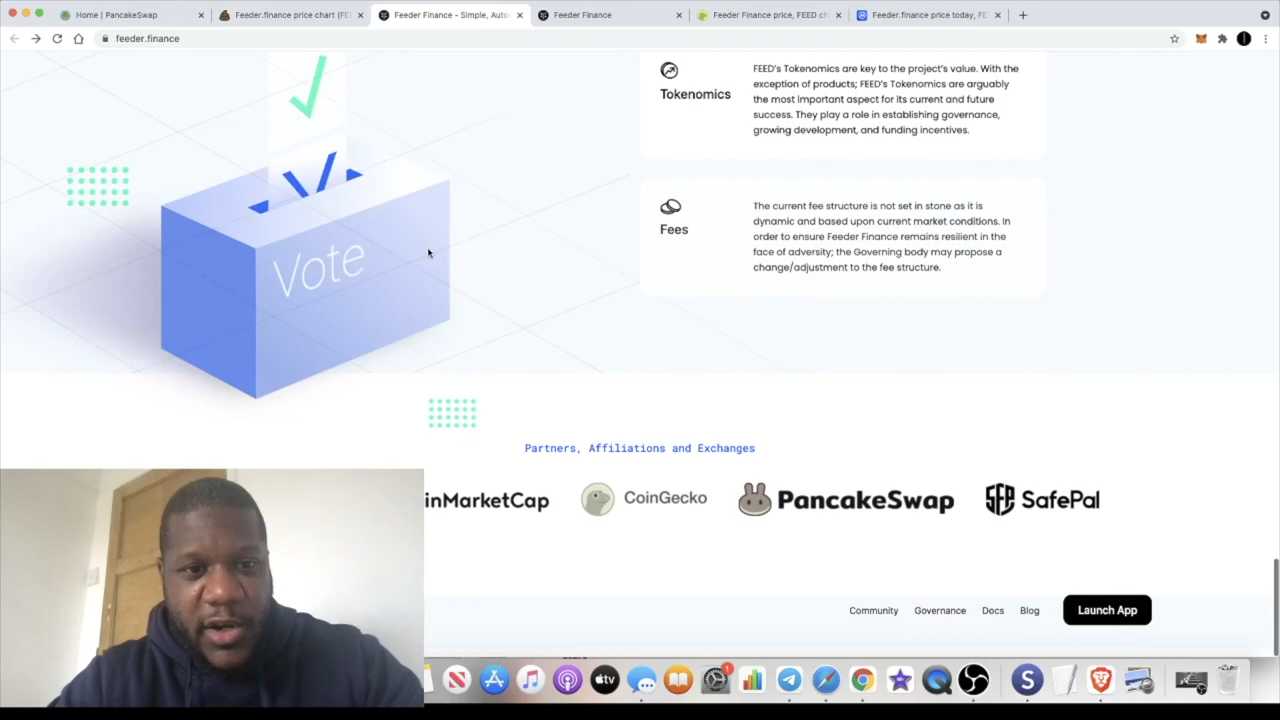 Home | PancakeSwap
Feeder.finance price chart (FEE
Feeder Finance - Simple, Auto
Feeder Finance
Feeder Finance price, FEED ch
Feeder.finance price today, FE
feeder.finance
Tokenomics
FEED's Tokenomics are key to the project's value. With the
exception of products; FEED's Tokenomics are arguably
the most important aspect for its current and future
success. They play a role in establishing governance,
growing development, and funding incentives.
Vote
Fees
The current fee structure is not set in stone as it is
dynamic and based upon current market conditions. In
order to ensure Feeder Finance remains resilient in the
face of adversity; the Governing body may propose a
change/adjustment to the fee structure.
Partners, Affiliations and Exchanges
inMarketCap
CoinGecko
PancakeSwap
SFP SafePal
Community
Governance
Docs
Blog
Launch App
tv
1
S